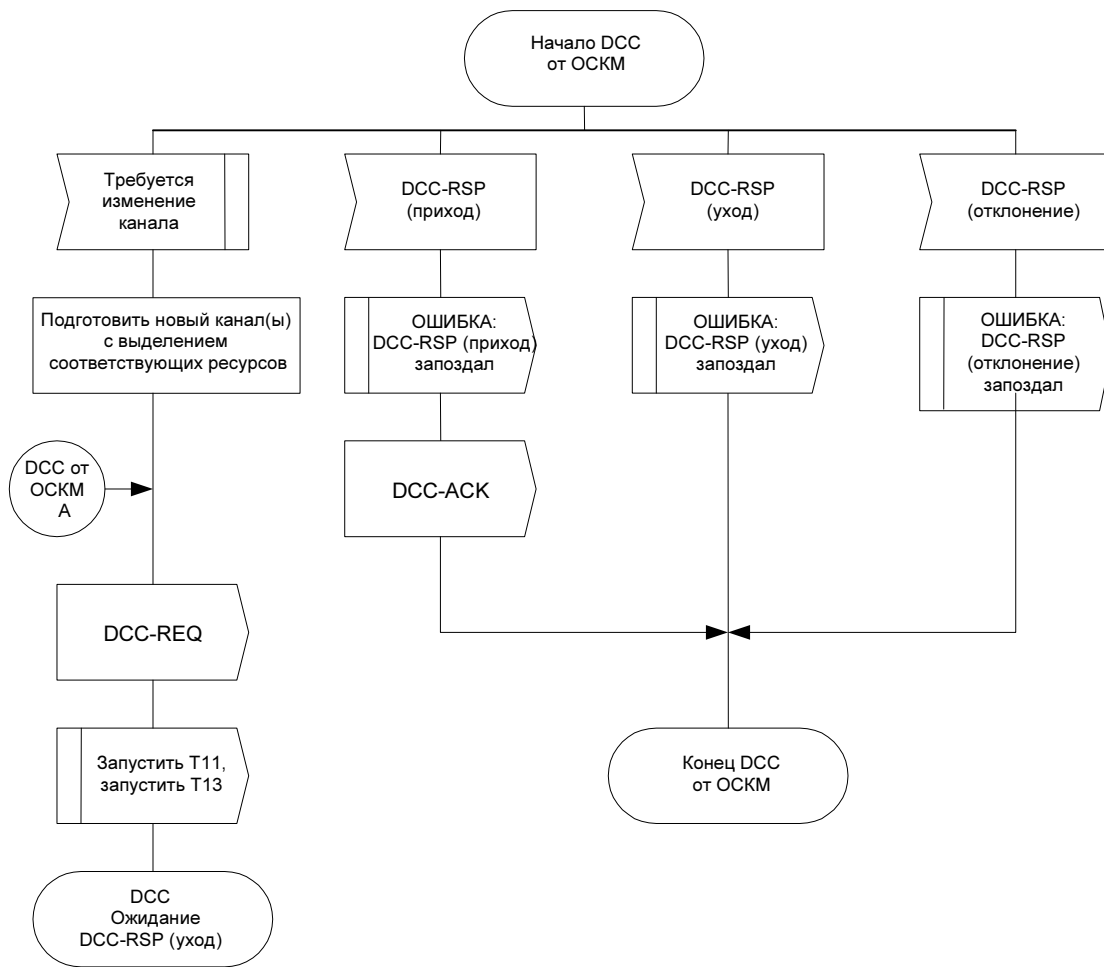 Начало DCC
от ОСКМ
Требуется
изменение
канала
DCC-RSP
(приход)
DCC-RSP
(уход)
DCC-RSP
(отклонение)
Подготовить новый канал(ы)
с выделением
соответствующих ресурсов
ОШИБКА:
DCC-RSP (приход)
запоздал
ОШИБКА:
DCC-RSP (уход)
запоздал
ОШИБКА:
DCC-RSP
(отклонение)
запоздал
DCC от
ОСКМ
A
DCC-ACK
DCC-REQ
Запустить T11,
запустить T13
Конец DCC
от ОСКМ
DCC
Ожидание
DCC-RSP (уход)